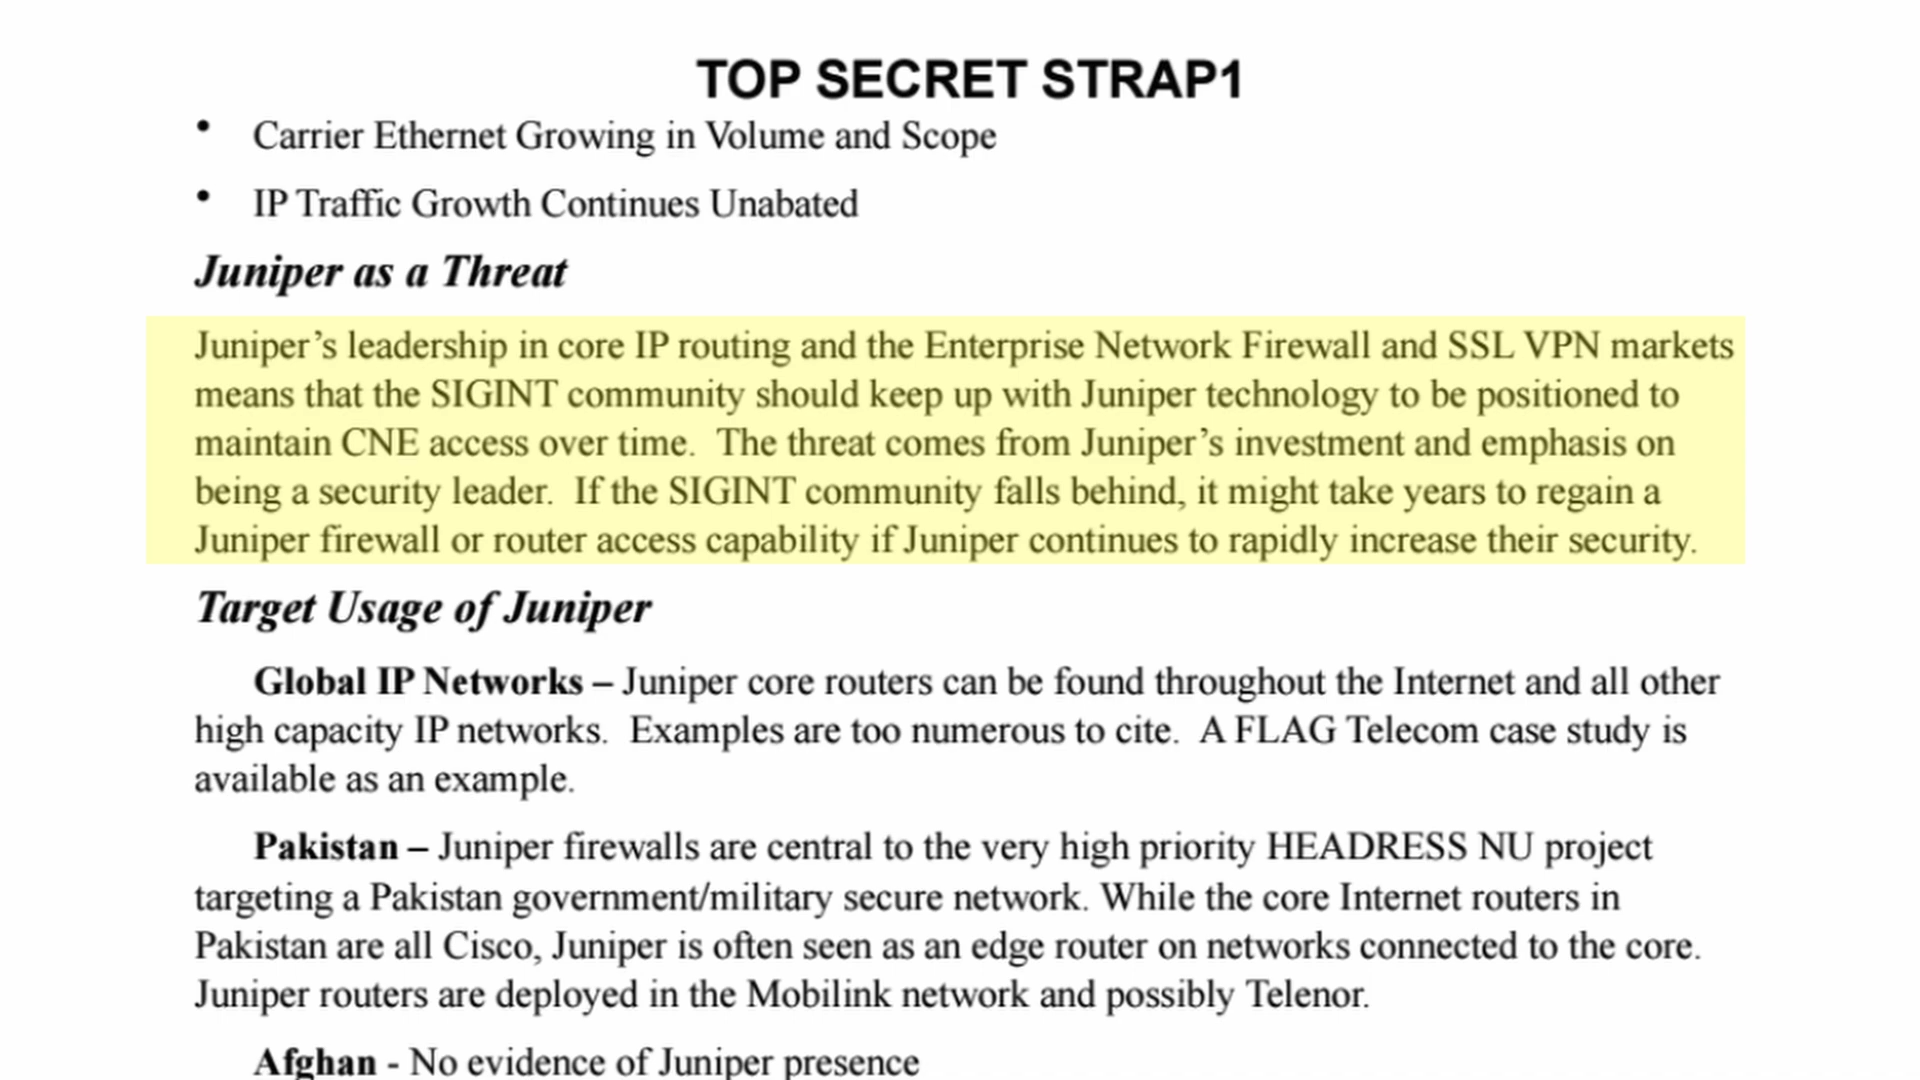 TOP SECRET STRAP1
• Carrier Ethernet Growing in Volume and Scope
• IP Traffic Growth Continues Unabated
Juniper as a Threat
Juniper’s leadership in core IP routing and the Enterprise Network Firewall and SSL VPN markets
means that the SIGINT community should keep up with Juniper technology to be positioned to
maintain CNE access over time.  The threat comes from Juniper’s investment and emphasis on
being a security leader.  If the SIGINT community falls behind, it might take years to regain a
Juniper firewall or router access capability if Juniper continues to rapidly increase their security.
Target Usage of Juniper
Global IP Networks – Juniper core routers can be found throughout the Internet and all other
high capacity IP networks.  Examples are too numerous to cite.  A FLAG Telecom case study is
available as an example.
Pakistan – Juniper firewalls are central to the very high priority HEADRESS NU project
targeting a Pakistan government/military secure network. While the core Internet routers in
Pakistan are all Cisco, Juniper is often seen as an edge router on networks connected to the core.
Juniper routers are deployed in the Mobilink network and possibly Telenor.
Afghan - No evidence of Juniper presence